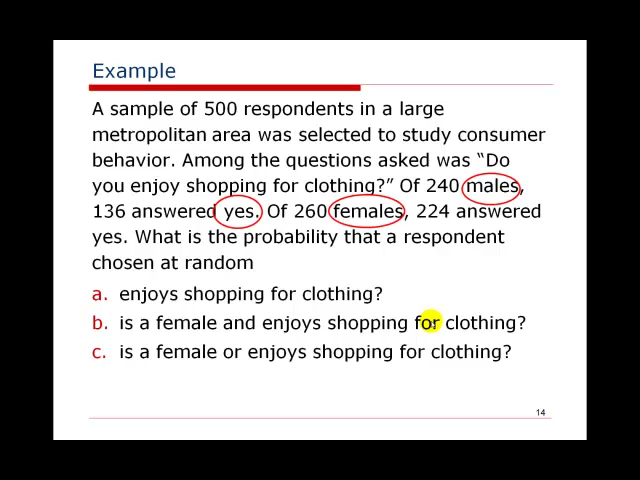 Example
A sample of 500 respondents in a large
metropolitan area was selected to study consumer
behavior. Among the questions asked was “Do
you enjoy shopping for clothing?” Of 240 males,
136 answered yes. Of 260 females, 224 answered
yes. What is the probability that a respondent
chosen at random
a. enjoys shopping for clothing?
b. is a female and enjoys shopping for clothing?
c. is a female or enjoys shopping for clothing?
14